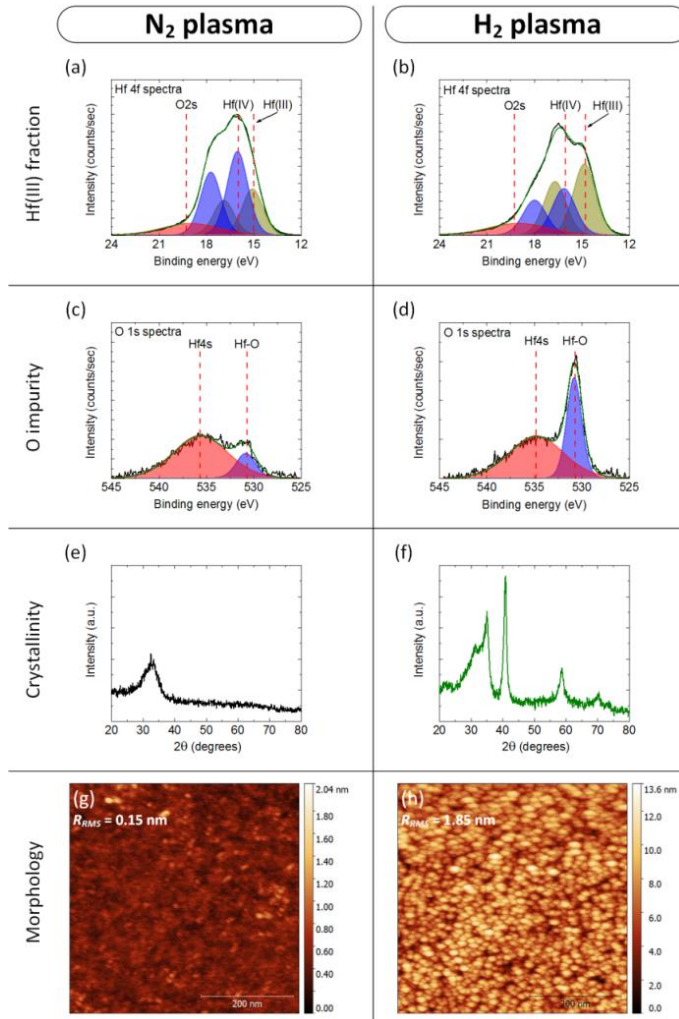 N₂ plasma
H₂ plasma
Hf(III) fraction
(a)
Hf 4f spectra
O2s
Hf(IV)
Hf(III)
Intensity (counts/sec)
24 21 18 15 12
Binding energy (eV)
(b)
Hf 4f spectra
O2s
Hf(IV)
Hf(III)
Intensity (counts/sec)
24 21 18 15 12
Binding energy (eV)
O impurity
(c)
O 1s spectra
Hf4s
Hf-O
Intensity (counts/sec)
545 540 535 530 525
Binding energy (eV)
(d)
O 1s spectra
Hf4s
Hf-O
Intensity (counts/sec)
545 540 535 530 525
Binding energy (eV)
Crystallinity
(e)
Intensity (a.u.)
20 30 40 50 60 70 80
2θ (degrees)
(f)
Intensity (a.u.)
20 30 40 50 60 70 80
2θ (degrees)
Morphology
(g)
R_RMS = 0.15 nm
200 nm
2.04 nm
1.80
1.60
1.40
1.20
1.00
0.80
0.40
0.00
(h)
R_RMS = 1.85 nm
200 nm
13.6 nm
12.0
10.0
8.0
6.0
4.0
2.0
0.0